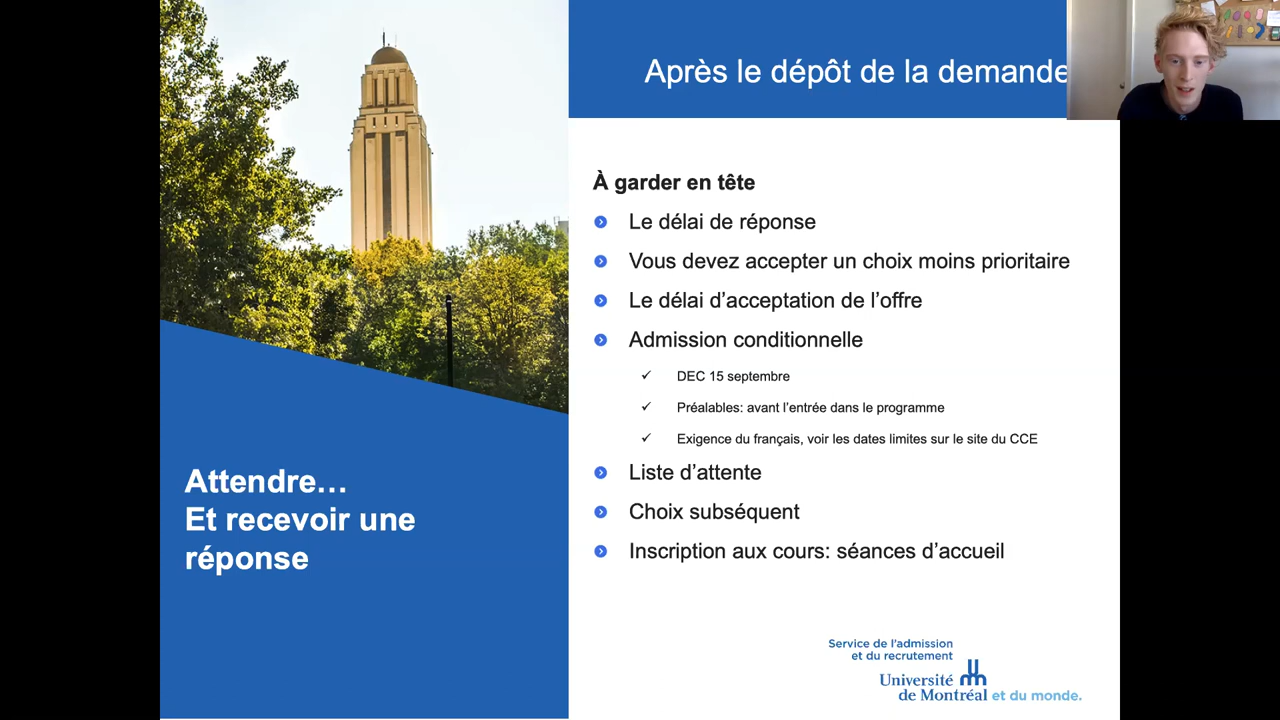 Après le dépôt de la demande
À garder en tête
Le délai de réponse
Vous devez accepter un choix moins prioritaire
Le délai d’acceptation de l’offre
Admission conditionnelle
DEC 15 septembre
Préalables: avant l’entrée dans le programme
Exigence du français, voir les dates limites sur le site du CCE
Liste d’attente
Choix subséquent
Inscription aux cours: séances d’accueil
Attendre…
Et recevoir une
réponse
Service de l’admission
et du recrutement
Université
de Montréal et du monde.